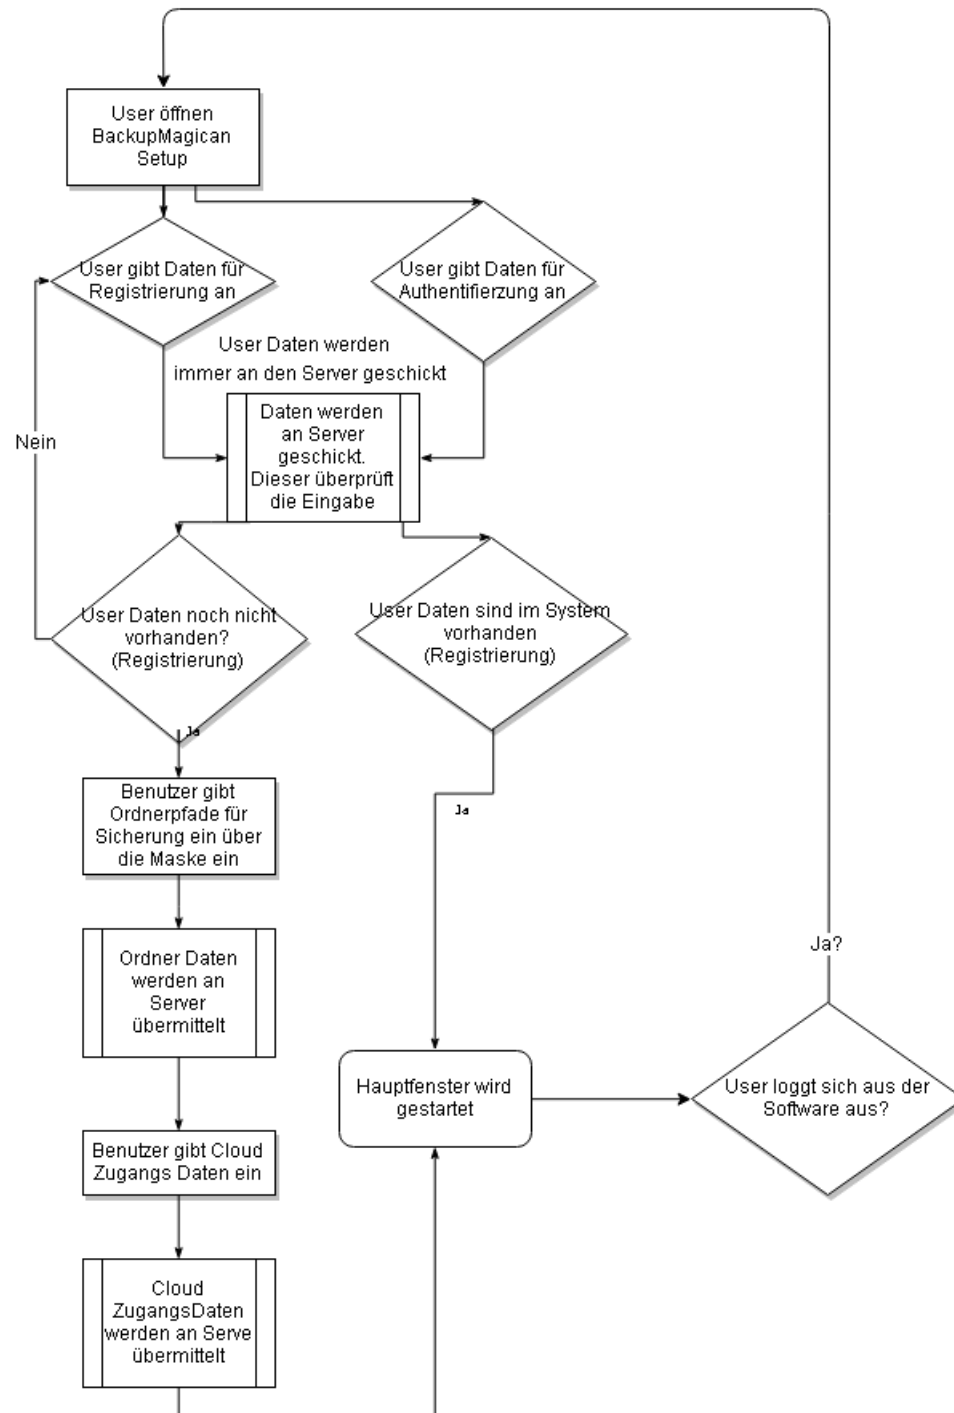 User öffnen
BackupMagican
Setup
User gibt Daten für
Registrierung an
User gibt Daten für
Authentifierzung an
User Daten werden
immer an den Server geschickt
Nein
Daten werden
an Server
geschickt.
Dieser überprüft
die Eingabe
User Daten noch nicht
vorhanden?
(Registrierung)
User Daten sind im System
vorhanden
(Registrierung)
Ja
Benutzer gibt
Ordnerpfade für
Sicherung ein über
die Maske ein
Ja
Ordner Daten
werden an
Server
übermittelt
Ja?
Hauptfenster wird
gestartet
User loggt sich aus der
Software aus?
Benutzer gibt Cloud
Zugangs Daten ein
Cloud
ZugangsDaten
werden an Serve
übermittelt